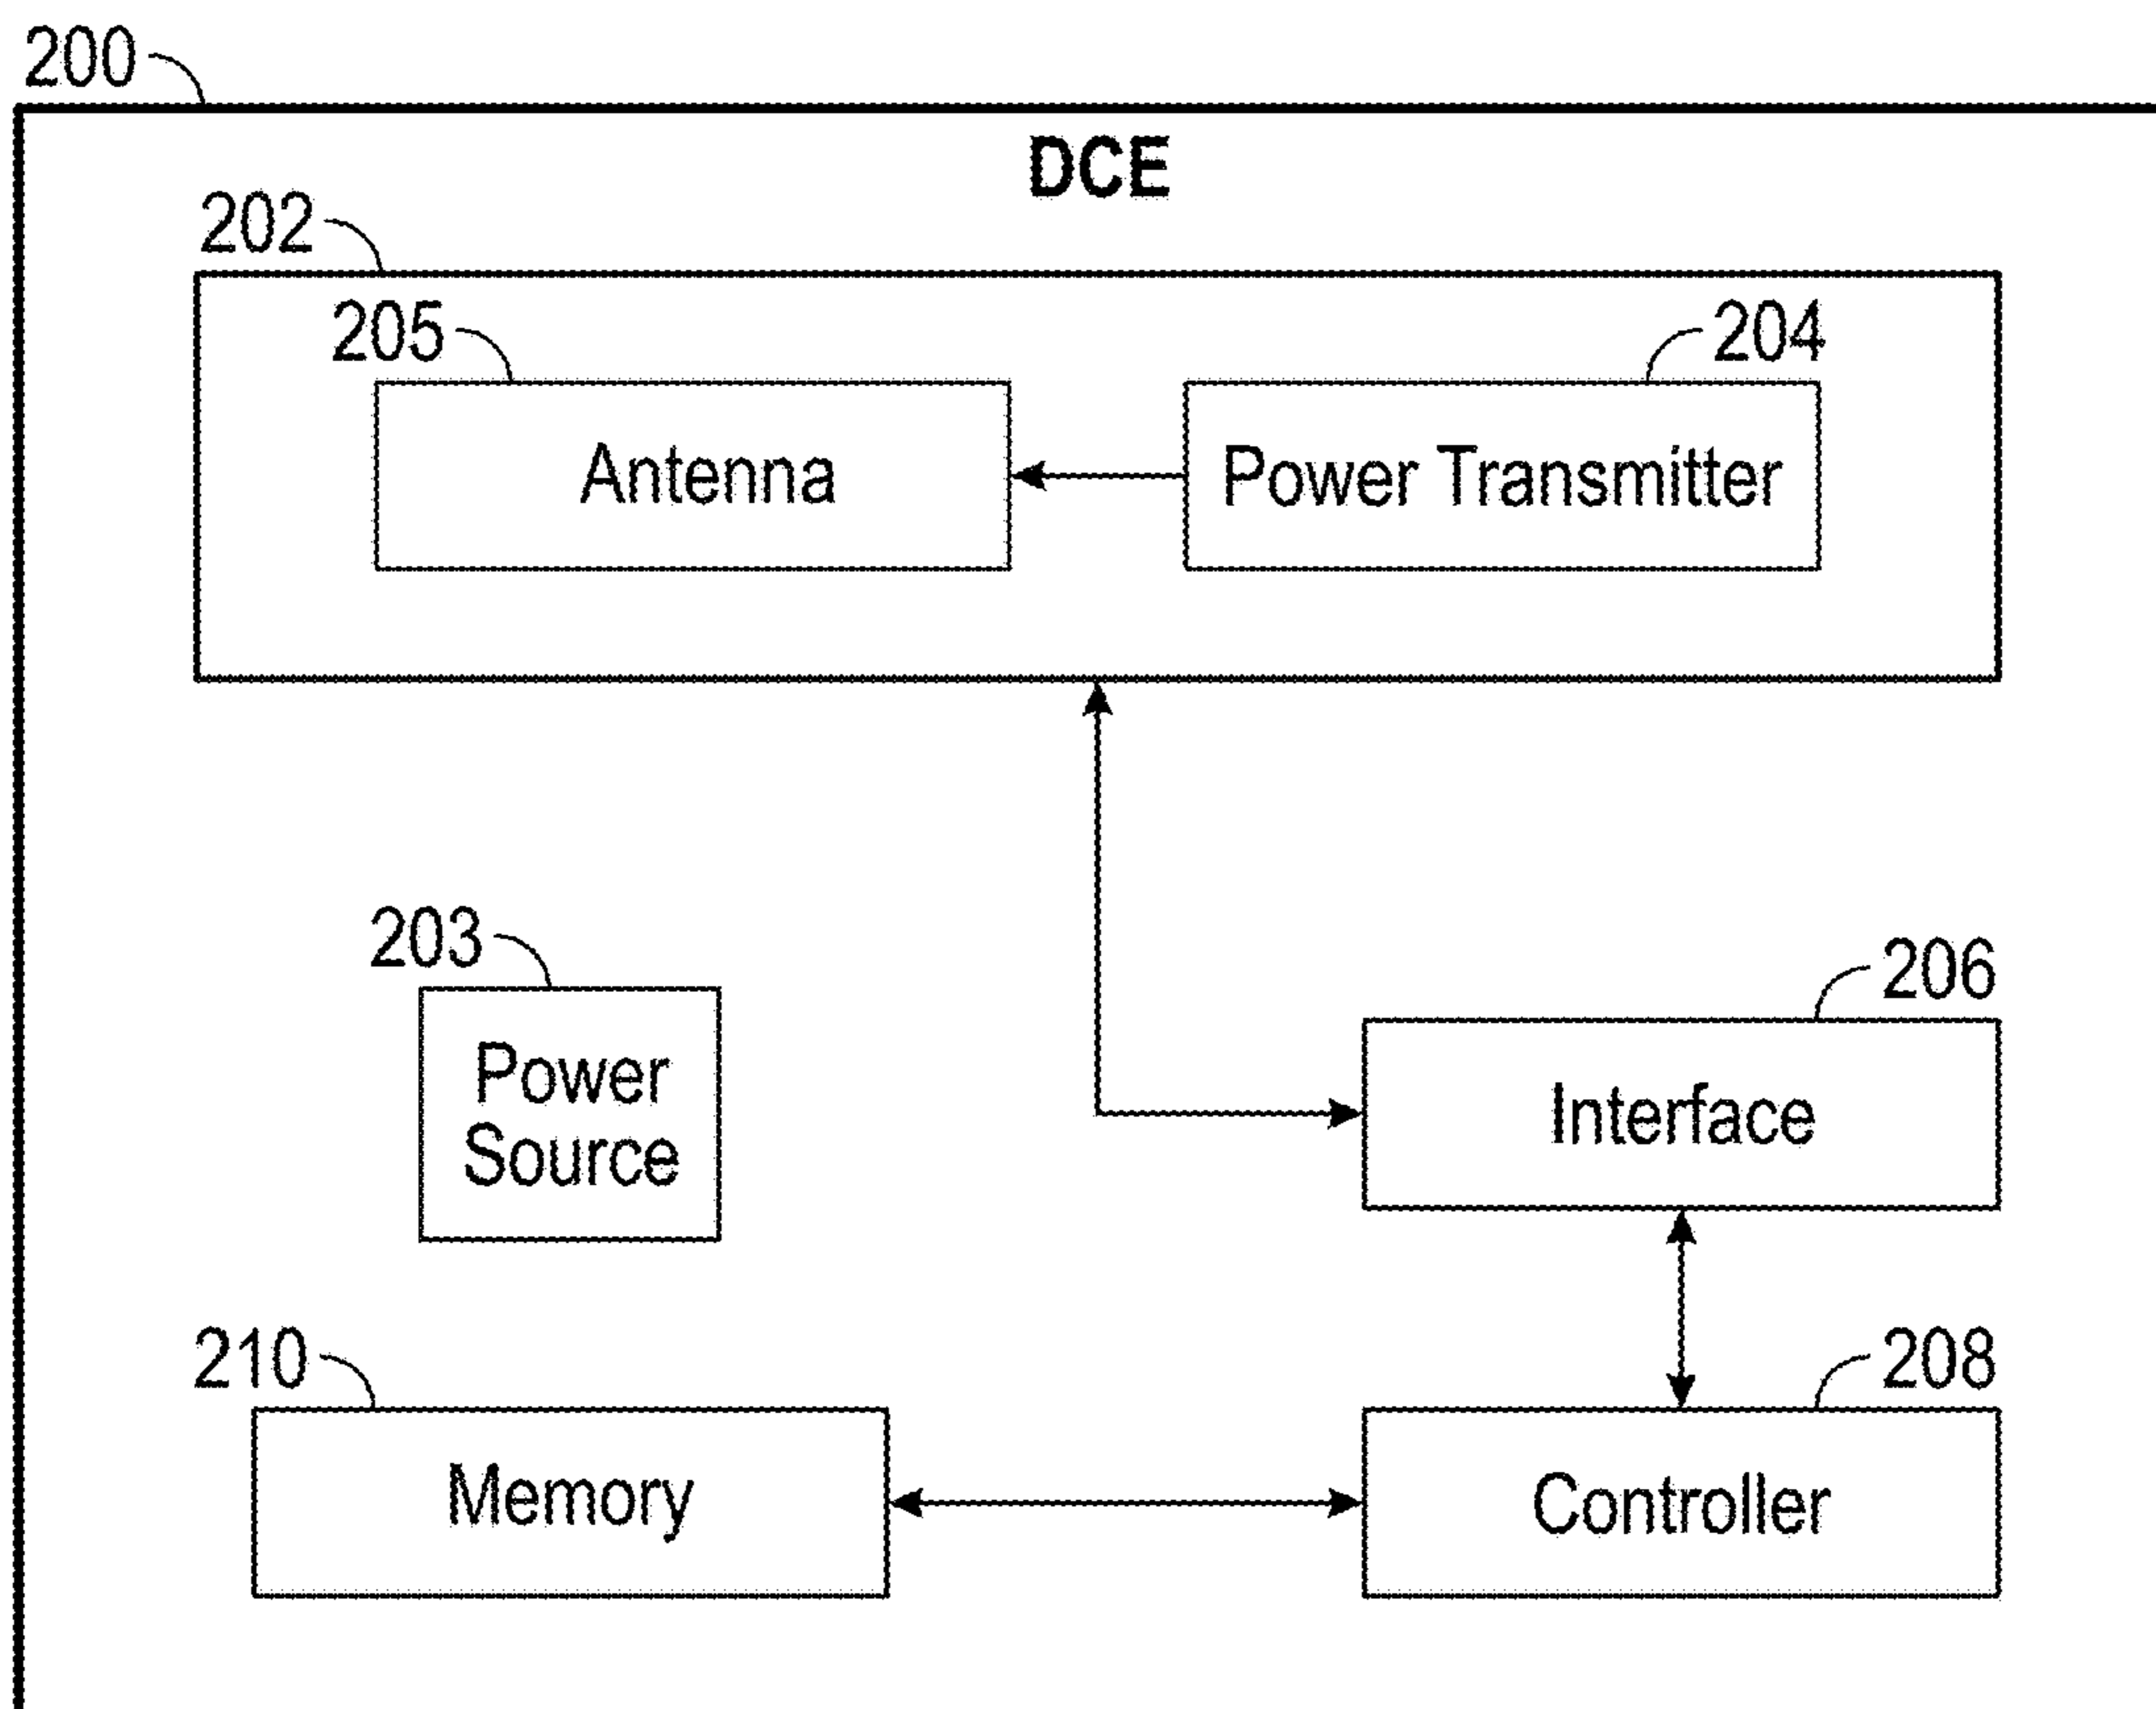 200
DCE
202
205
204
Antenna
Power Transmitter
203
206
Power
Source
Interface
210
208
Memory
Controller